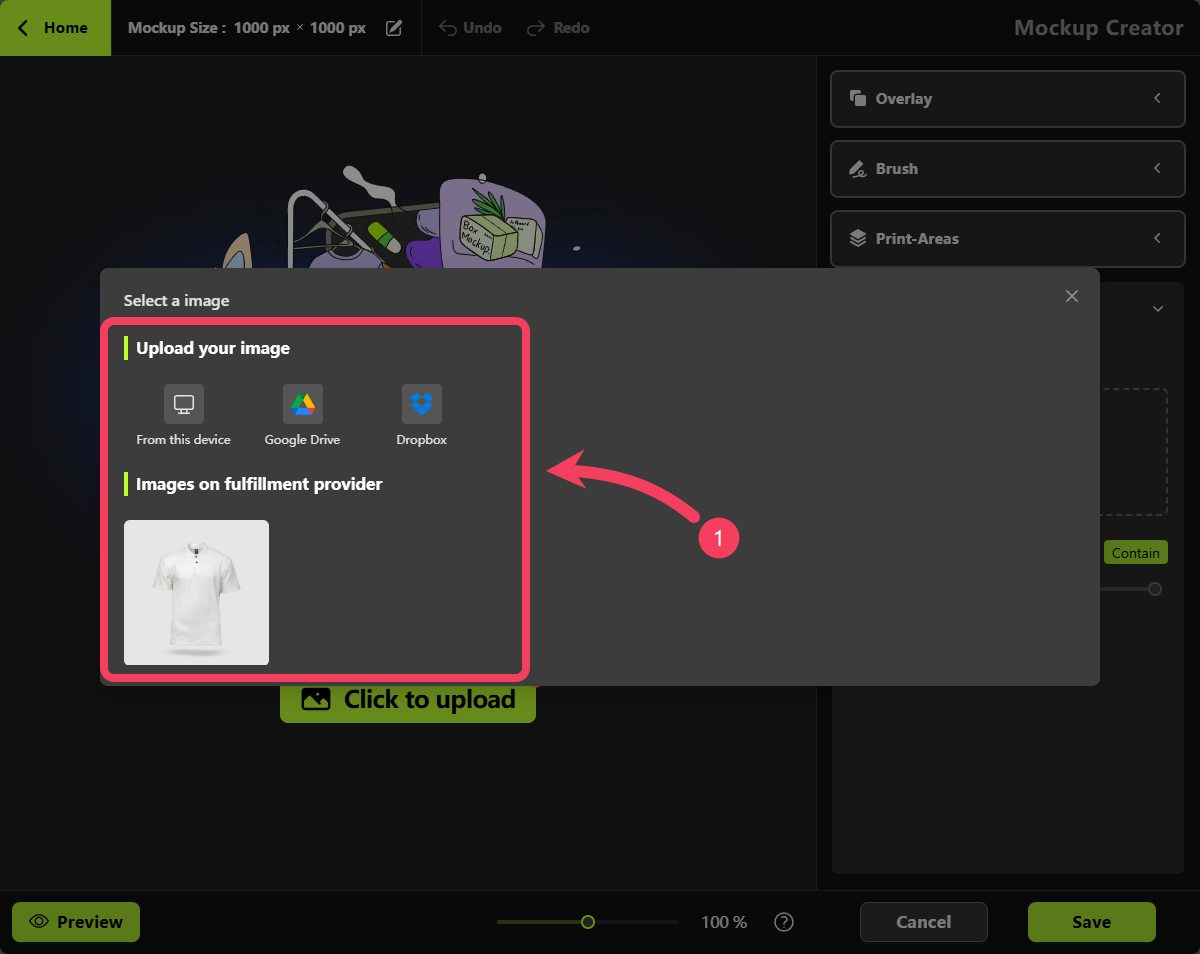 Home
Mockup Size : 1000 px × 1000 px
Undo
Redo
Mockup Creator
Overlay
Brush
Print-Areas
Box
Mockup
Select a image
Upload your image
From this device
Google Drive
Dropbox
Images on fulfillment provider
1
Contain
Click to upload
Preview
100 %
?
Cancel
Save